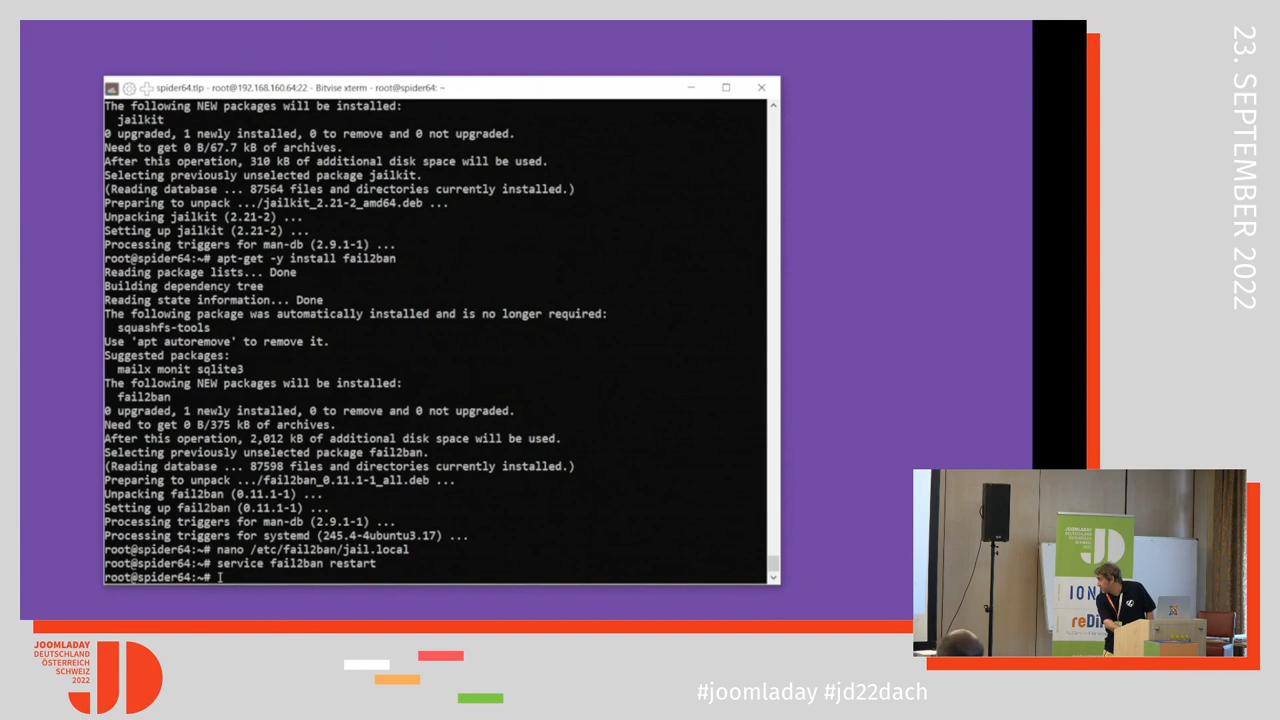 spider64.tlp - root@192.168.160.64:22 - Bitvise xterm - root@spider64: ~
The following NEW packages will be installed:
jailkit
0 upgraded, 1 newly installed, 0 to remove and 0 not upgraded.
Need to get 0 B/67.7 kB of archives.
After this operation, 310 kB of additional disk space will be used.
Selecting previously unselected package jailkit.
(Reading database ... 87564 files and directories currently installed.)
Preparing to unpack .../jailkit_2.21-2_amd64.deb ...
Unpacking jailkit (2.21-2) ...
Setting up jailkit (2.21-2) ...
Processing triggers for man-db (2.9.1-1) ...
root@spider64:~# apt-get -y install fail2ban
Reading package lists... Done
Building dependency tree
Reading state information... Done
The following package was automatically installed and is no longer required:
squashfs-tools
Use 'apt autoremove' to remove it.
Suggested packages:
mailx monit sqlite3
The following NEW packages will be installed:
fail2ban
0 upgraded, 1 newly installed, 0 to remove and 0 not upgraded.
Need to get 0 B/375 kB of archives.
After this operation, 2,012 kB of additional disk space will be used.
Selecting previously unselected package fail2ban.
(Reading database ... 87598 files and directories currently installed.)
Preparing to unpack .../fail2ban_0.11.1-1_all.deb ...
Unpacking fail2ban (0.11.1-1) ...
Setting up fail2ban (0.11.1-1) ...
Processing triggers for man-db (2.9.1-1) ...
Processing triggers for systemd (245.4-4ubuntu3.17) ...
root@spider64:~# nano /etc/fail2ban/jail.local
root@spider64:~# service fail2ban restart
root@spider64:~#
23. SEPTEMBER 2022
JOOMLADAY
DEUTSCHLAND
ÖSTERREICH
SCHWEIZ
2022
JD
#joomladay #jd22dach